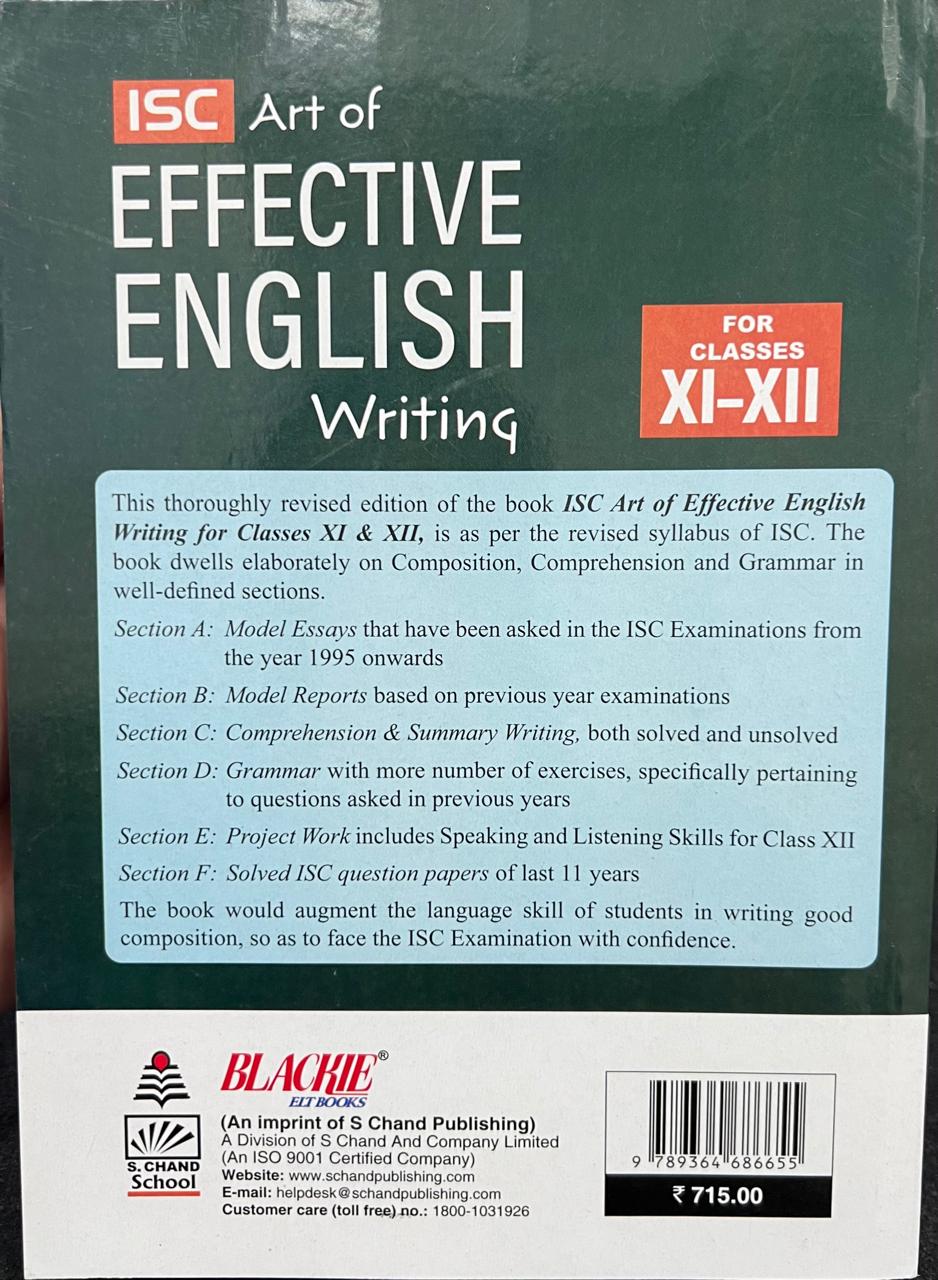 ISC Art of
EFFECTIVE
ENGLISH
Writing
FOR
CLASSES
XI–XII
This thoroughly revised edition of the book ISC Art of Effective English
Writing for Classes XI & XII, is as per the revised syllabus of ISC. The
book dwells elaborately on Composition, Comprehension and Grammar in
well-defined sections.
Section A: Model Essays that have been asked in the ISC Examinations from
the year 1995 onwards
Section B: Model Reports based on previous year examinations
Section C: Comprehension & Summary Writing, both solved and unsolved
Section D: Grammar with more number of exercises, specifically pertaining
to questions asked in previous years
Section E: Project Work includes Speaking and Listening Skills for Class XII
Section F: Solved ISC question papers of last 11 years
The book would augment the language skill of students in writing good
composition, so as to face the ISC Examination with confidence.
S. CHAND
School
BLACKIE®
ELT BOOKS
(An imprint of S Chand Publishing)
A Division of S Chand And Company Limited
(An ISO 9001 Certified Company)
Website: www.schandpublishing.com
E-mail: helpdesk@schandpublishing.com
Customer care (toll free) no.: 1800-1031926
9 789364 686655
₹ 715.00